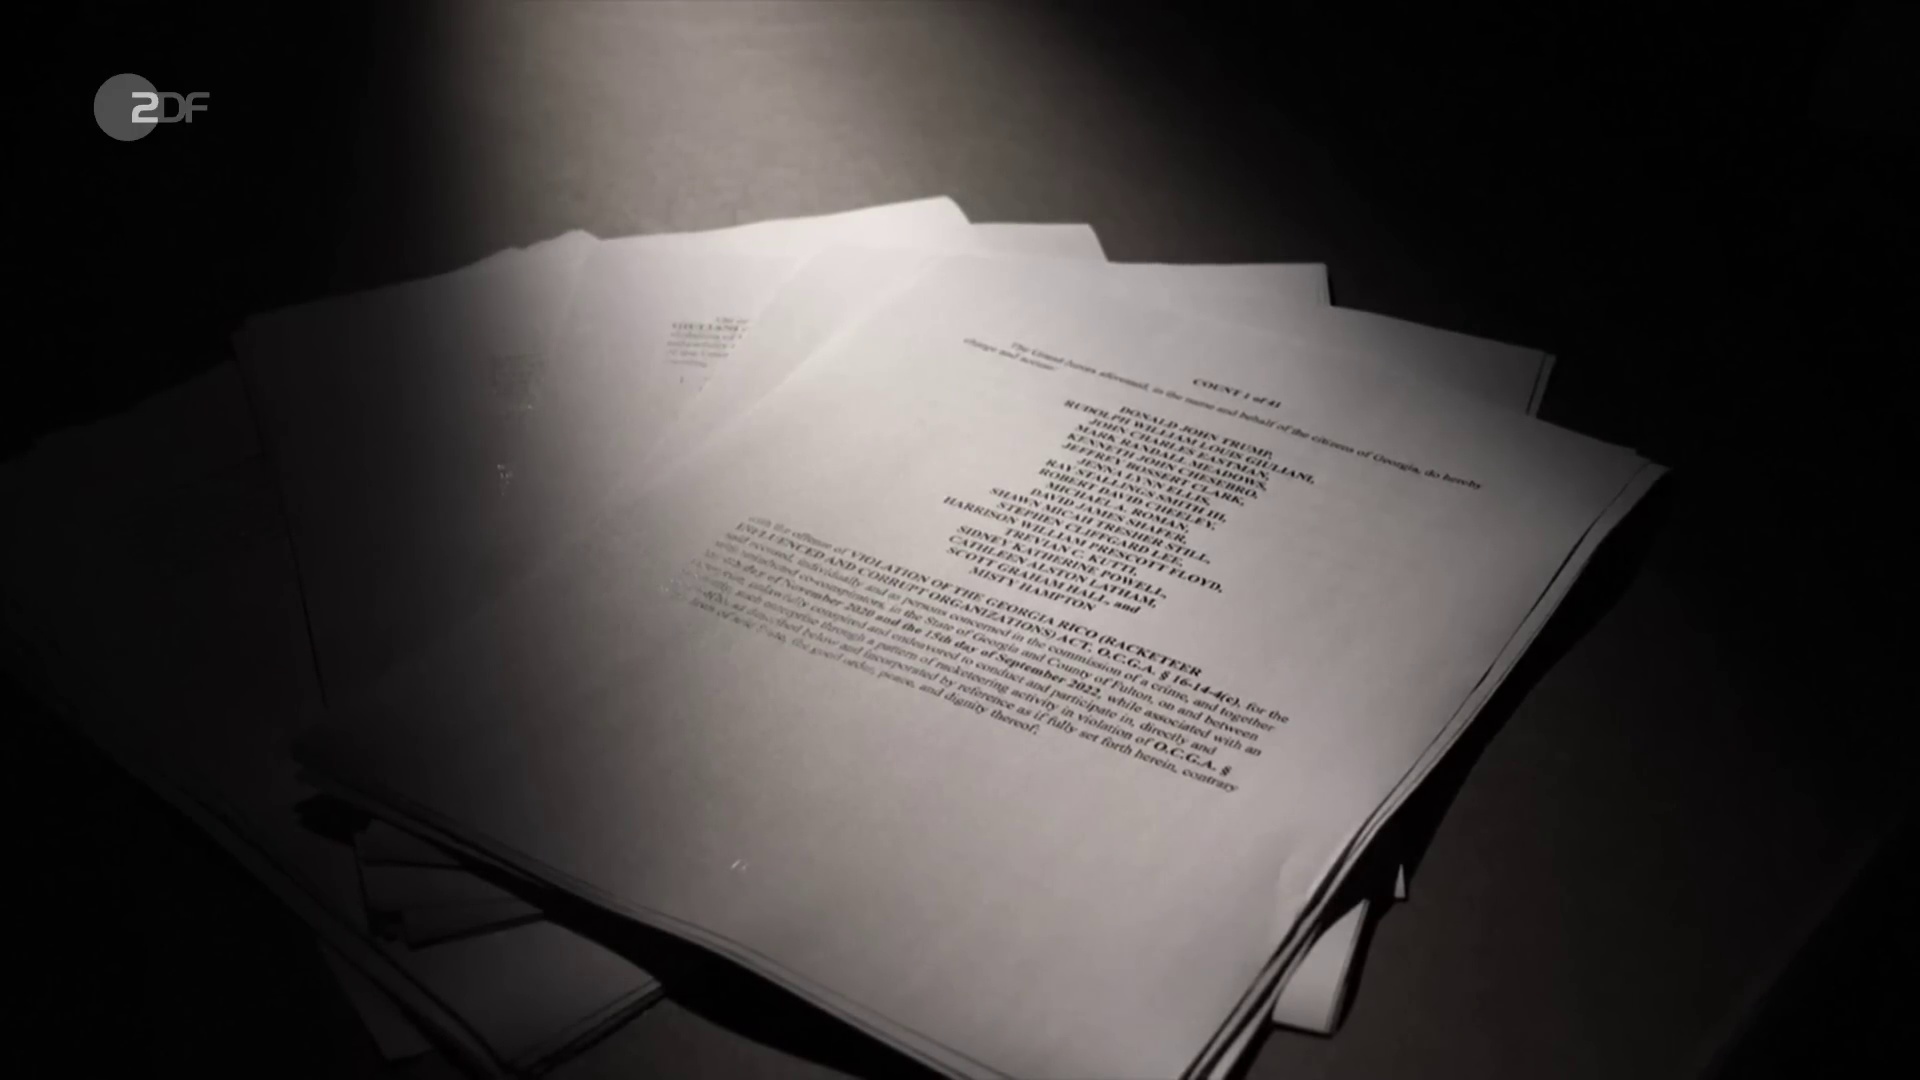 ZDF
COUNT 1 of 41
The Grand Jurors aforesaid, in the name and behalf of the citizens of Georgia, do hereby
charge and accuse:
DONALD JOHN TRUMP,
RUDOLPH WILLIAM LOUIS GIULIANI,
JOHN CHARLES EASTMAN,
MARK RANDALL MEADOWS,
KENNETH JOHN CHESEBRO,
JEFFREY BOSSERT CLARK,
JENNA LYNN ELLIS,
RAY STALLINGS SMITH III,
ROBERT DAVID CHEELEY,
MICHAEL A. ROMAN,
DAVID JAMES SHAFER,
SHAWN MICAH TRESHER STILL,
STEPHEN CLIFFGARD LEE,
HARRISON WILLIAM PRESCOTT FLOYD,
TREVIAN C. KUTTI,
SIDNEY KATHERINE POWELL,
CATHLEEN ALSTON LATHAM,
SCOTT GRAHAM HALL, and
MISTY HAMPTON
with the offense of VIOLATION OF THE GEORGIA RICO (RACKETEER
INFLUENCED AND CORRUPT ORGANIZATIONS) ACT, O.C.G.A. § 16-14-4(c), for the
said accused, individually and as persons concerned in the commission of a crime, and together
with unindicted co-conspirators, in the State of Georgia and County of Fulton, on and between
the 4th day of November 2020 and the 15th day of September 2022, while associated with an
unlawfully conspired and endeavored to conduct and participate in, directly and
such enterprise through a pattern of racketeering activity in violation of O.C.G.A. §
as described below and incorporated by reference as if fully set forth herein, contrary
laws of said State, the good order, peace, and dignity thereof;